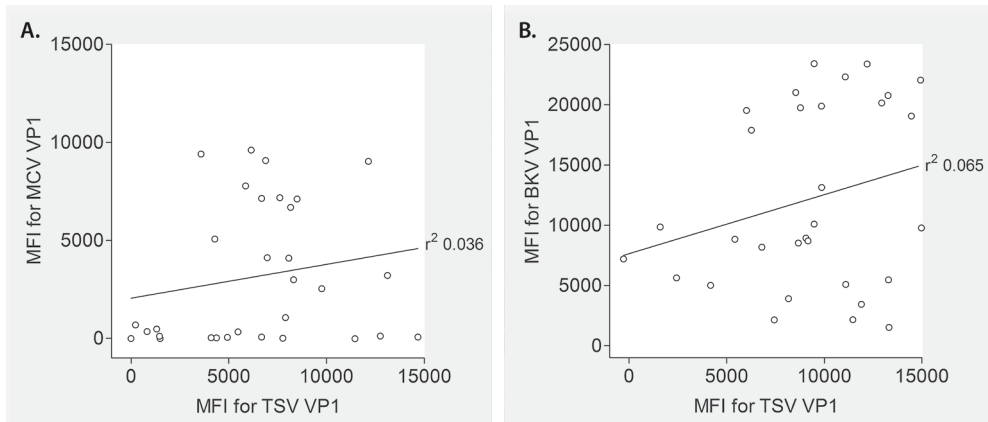 A.
MFI for MCV VP1
15000
10000
5000
0
r² 0.036
0 5000 10000 15000
MFI for TSV VP1
B.
MFI for BKV VP1
25000
20000
15000
10000
5000
0
r² 0.065
0 5000 10000 15000
MFI for TSV VP1